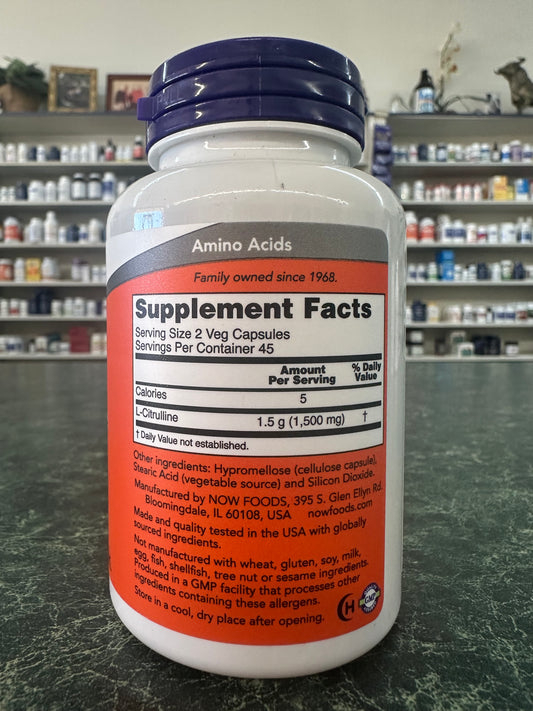 Amino Acids
Family owned since 1968.
Supplement Facts
Serving Size 2 Veg Capsules
Servings Per Container 45
Amount Per Serving
% Daily Value
Calories 5
L-Citrulline 1.5 g (1,500 mg) †
† Daily Value not established.
Other ingredients: Hypromellose (cellulose capsule),
Stearic Acid (vegetable source) and Silicon Dioxide.
Manufactured by NOW FOODS, 395 S. Glen Ellyn Rd.
Bloomingdale, IL 60108, USA nowfoods.com
Made and quality tested in the USA with globally
sourced ingredients.
Not manufactured with wheat, gluten, soy, milk,
egg, fish, shellfish, tree nut or sesame ingredients.
Produced in a GMP facility that processes other
ingredients containing these allergens.
Store in a cool, dry place after opening.
GMP